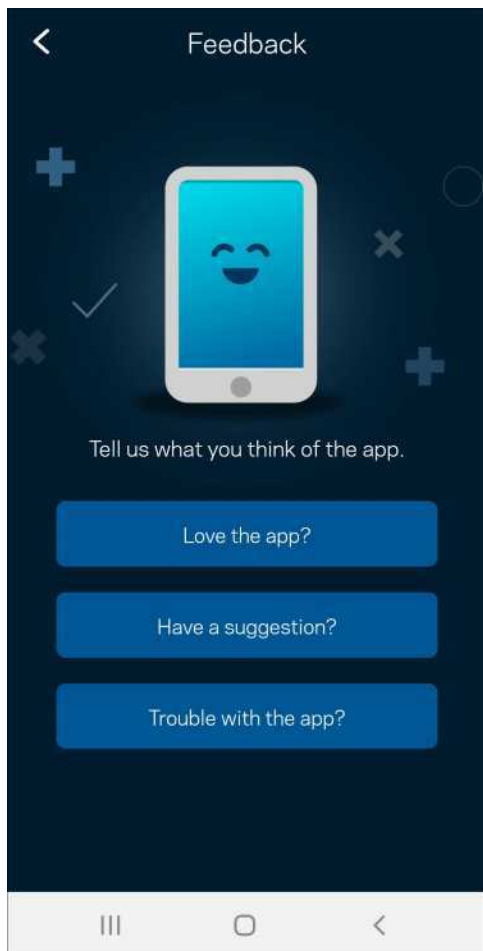 Feedback
Tell us what you think of the app.
Love the app?
Have a suggestion?
Trouble with the app?